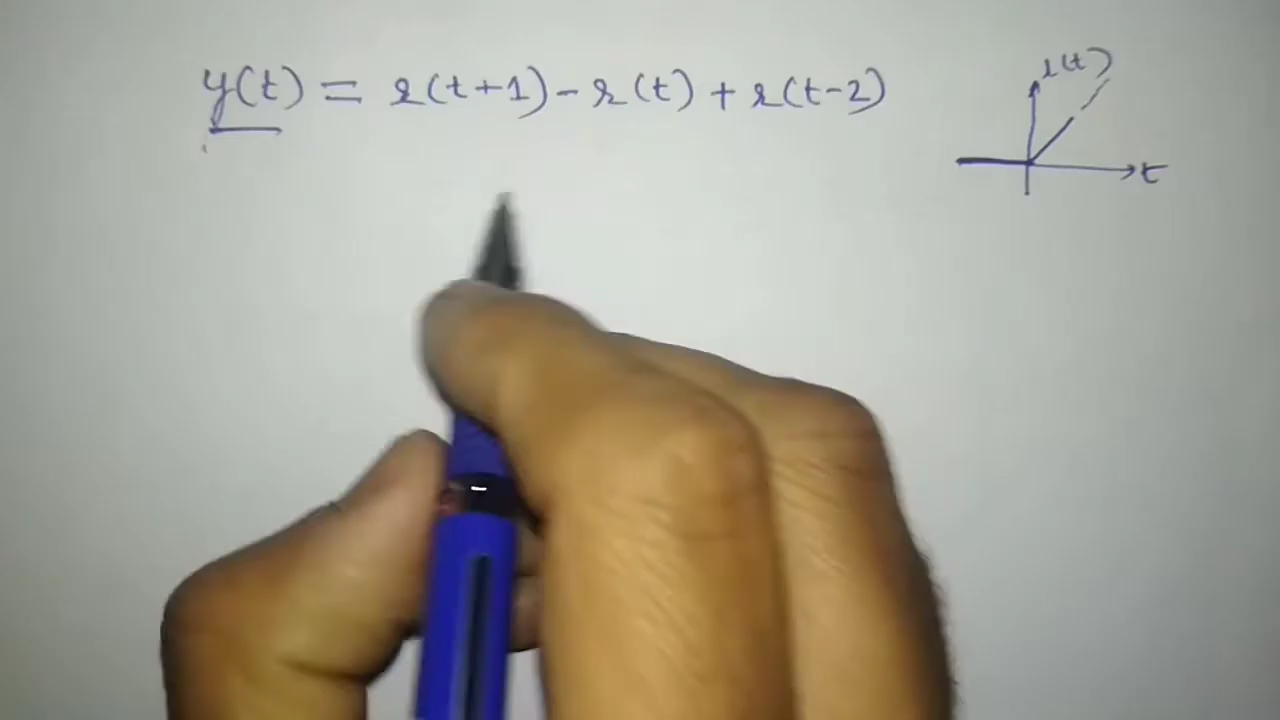 y(t) = r(t+1) - r(t) + r(t-2)
r(t)
t